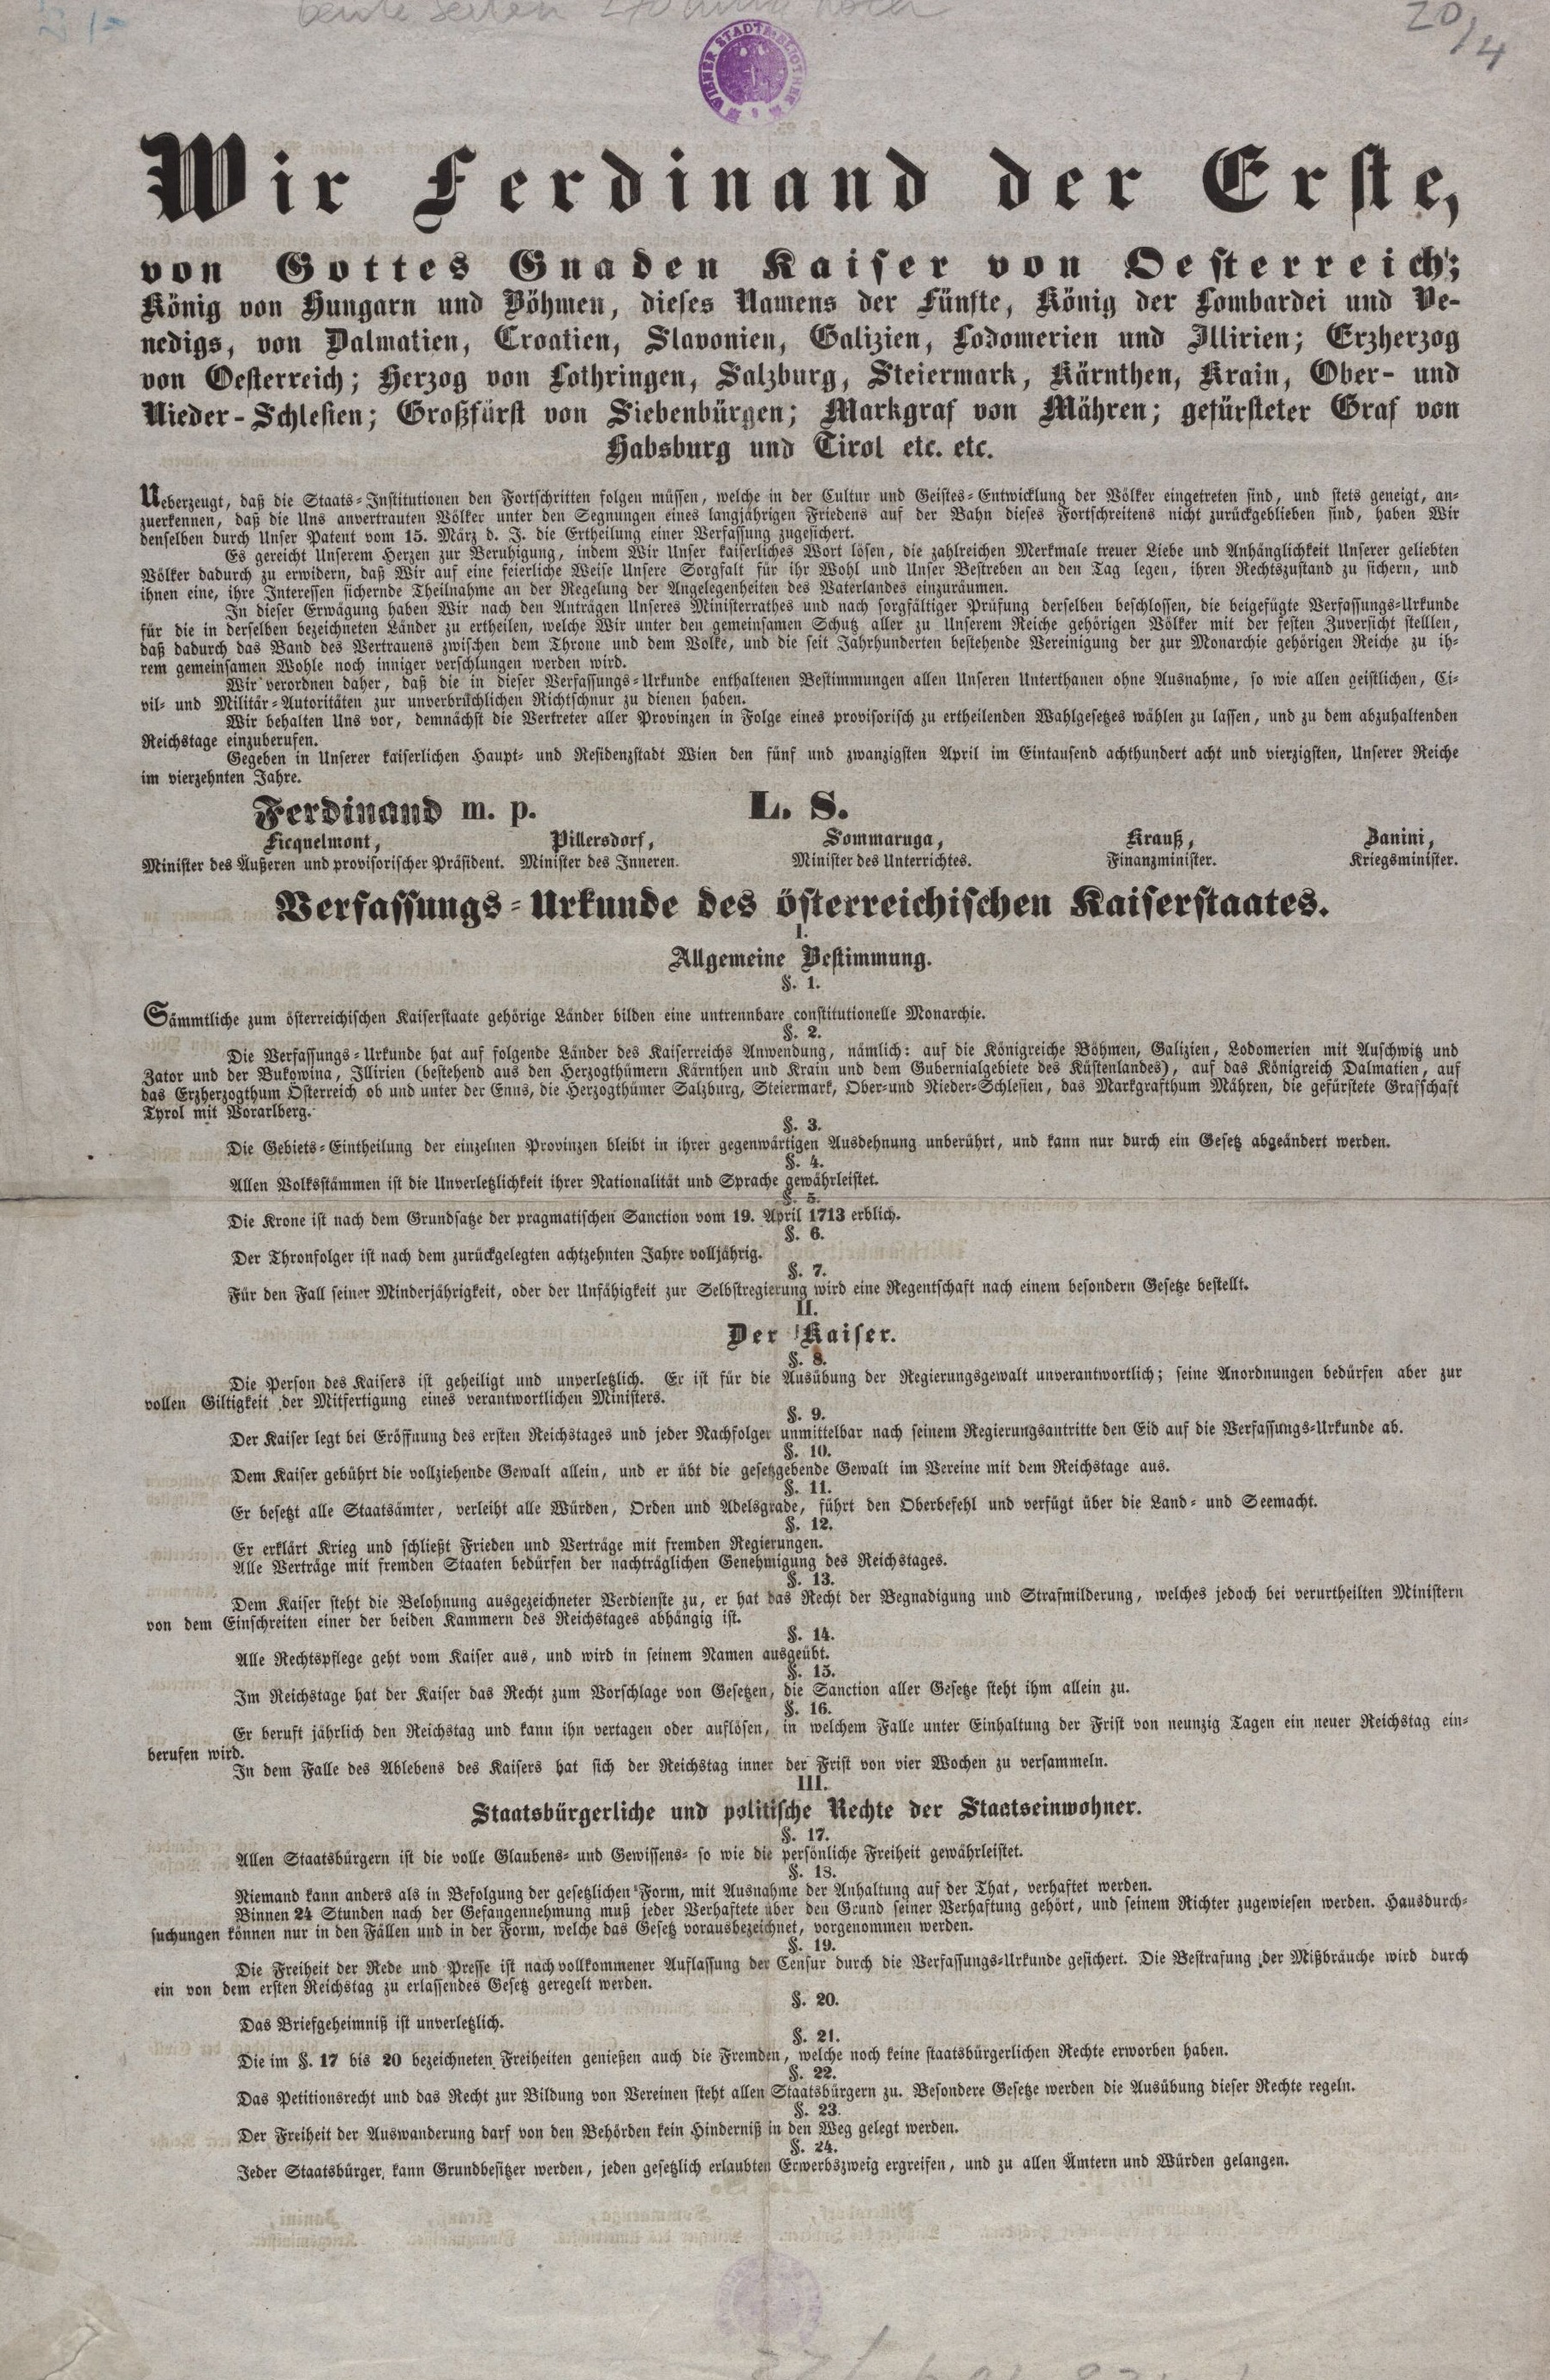 beide Seiten
20/4
WIENER STADTBIBLIOTHEK
Wir Ferdinand der Erste,
von Gottes Gnaden Kaiser von Oesterreich;
König von Hungarn und Böhmen, dieses Namens der Fünfte, König der Lombardei und Ve-
nedigs, von Dalmatien, Croatien, Slavonien, Galizien, Lodomerien und Illirien; Erzherzog
von Oesterreich; Herzog von Lothringen, Salzburg, Steiermark, Kärnthen, Krain, Ober- und
Nieder-Schlesien; Großfürst von Siebenbürgen; Markgraf von Mähren; gefürsteter Graf von
Habsburg und Tirol etc. etc.
Ueberzeugt, daß die Staats-Institutionen den Fortschritten folgen müssen, welche in der Cultur und Geistes-Entwicklung der Völker eingetreten sind, und stets geneigt, an-
zuerkennen, daß die Uns anvertrauten Völker unter den Segnungen eines langjährigen Friedens auf der Bahn dieses Fortschreitens nicht zurückgeblieben sind, haben Wir
denselben durch Unser Patent vom 15. März d. J. die Ertheilung einer Verfassung zugesichert.
Es gereicht Unserem Herzen zur Beruhigung, indem Wir Unser kaiserliches Wort lösen, die zahlreichen Merkmale treuer Liebe und Anhänglichkeit Unserer geliebten
Völker dadurch zu erwidern, daß Wir auf eine feierliche Weise Unsere Sorgfalt für ihr Wohl und Unser Bestreben an den Tag legen, ihren Rechtszustand zu sichern, und
ihnen eine, ihre Interessen sichernde Theilnahme an der Regelung der Angelegenheiten des Vaterlandes einzuräumen.
In dieser Erwägung haben Wir nach den Anträgen Unseres Ministerrathes und nach sorgfältiger Prüfung derselben beschlossen, die beigefügte Verfassungs-Urkunde
für die in derselben bezeichneten Länder zu ertheilen, welche Wir unter den gemeinsamen Schutz aller zu Unserem Reiche gehörigen Völker mit der festen Zuversicht stelllen,
daß dadurch das Band des Vertrauens zwischen dem Throne und dem Volke, und die seit Jahrhunderten bestehende Vereinigung der zur Monarchie gehörigen Reiche zu ih-
rem gemeinsamen Wohle noch inniger verschlungen werden wird.
Wir verordnen daher, daß die in dieser Verfassungs-Urkunde enthaltenen Bestimmungen allen Unseren Unterthanen ohne Ausnahme, so wie allen geistlichen, Ci-
vil- und Militär-Autoritäten zur unverbrüchlichen Richtschnur zu dienen haben.
Wir behalten Uns vor, demnächst die Vertreter aller Provinzen in Folge eines provisorisch zu ertheilenden Wahlgesetzes wählen zu lassen, und zu dem abzuhaltenden
Reichstage einzuberufen.
Gegeben in Unserer kaiserlichen Haupt- und Residenzstadt Wien den fünf und zwanzigsten April im Eintausend achthundert acht und vierzigsten, Unserer Reiche
im vierzehnten Jahre.
Ferdinand m. p. L. S.
Ficquelmont, Pillersdorf, Sommaruga, Krauß, Zanini,
Minister des Äußeren und provisorischer Präsident. Minister des Inneren. Minister des Unterrichtes. Finanzminister. Kriegsminister.
Verfassungs-Urkunde des österreichischen Kaiserstaates.
I.
Allgemeine Bestimmung.
§. 1.
Sämmtliche zum österreichischen Kaiserstaate gehörige Länder bilden eine untrennbare constitutionelle Monarchie.
§. 2.
Die Verfassungs-Urkunde hat auf folgende Länder des Kaiserreichs Anwendung, nämlich: auf die Königreiche Böhmen, Galizien, Lodomerien mit Auschwitz und
Zator und der Bukowina, Illirien (bestehend aus den Herzogthümern Kärnthen und Krain und dem Gubernialgebiete des Küstenlandes), auf das Königreich Dalmatien, auf
das Erzherzogthum Österreich ob und unter der Enns, die Herzogthümer Salzburg, Steiermark, Ober-und Nieder-Schlesien, das Markgrafthum Mähren, die gefürstete Grafschaft
Tyrol mit Vorarlberg.
§. 3.
Die Gebiets-Eintheilung der einzelnen Provinzen bleibt in ihrer gegenwärtigen Ausdehnung unberührt, und kann nur durch ein Gesetz abgeändert werden.
§. 4.
Allen Volksstämmen ist die Unverletzlichkeit ihrer Nationalität und Sprache gewährleistet.
§. 5.
Die Krone ist nach dem Grundsatze der pragmatischen Sanction vom 19. April 1713 erblich.
§. 6.
Der Thronfolger ist nach dem zurückgelegten achtzehnten Jahre volljährig.
§. 7.
Für den Fall seiner Minderjährigkeit, oder der Unfähigkeit zur Selbstregierung wird eine Regentschaft nach einem besondern Gesetze bestellt.
II.
Der Kaiser.
§. 8.
Die Person des Kaisers ist geheiligt und unverletzlich. Er ist für die Ausübung der Regierungsgewalt unverantwortlich; seine Anordnungen bedürfen aber zur
vollen Giltigkeit der Mitfertigung eines verantwortlichen Ministers.
§. 9.
Der Kaiser legt bei Eröffnung des ersten Reichstages und jeder Nachfolger unmittelbar nach seinem Regierungsantritte den Eid auf die Verfassungs-Urkunde ab.
§. 10.
Dem Kaiser gebührt die vollziehende Gewalt allein, und er übt die gesetzgebende Gewalt im Vereine mit dem Reichstage aus.
§. 11.
Er besetzt alle Staatsämter, verleiht alle Würden, Orden und Adelsgrade, führt den Oberbefehl und verfügt über die Land- und Seemacht.
§. 12.
Er erklärt Krieg und schließt Frieden und Verträge mit fremden Regierungen.
Alle Verträge mit fremden Staaten bedürfen der nachträglichen Genehmigung des Reichstages.
§. 13.
Dem Kaiser steht die Belohnung ausgezeichneter Verdienste zu, er hat das Recht der Begnadigung und Strafmilderung, welches jedoch bei verurtheilten Ministern
von dem Einschreiten einer der beiden Kammern des Reichstages abhängig ist.
§. 14.
Alle Rechtspflege geht vom Kaiser aus, und wird in seinem Namen ausgeübt.
§. 15.
Im Reichstage hat der Kaiser das Recht zum Vorschlage von Gesetzen, die Sanction aller Gesetze steht ihm allein zu.
§. 16.
Er beruft jährlich den Reichstag und kann ihn vertagen oder auflösen, in welchem Falle unter Einhaltung der Frist von neunzig Tagen ein neuer Reichstag ein-
berufen wird.
In dem Falle des Ablebens des Kaisers hat sich der Reichstag inner der Frist von vier Wochen zu versammeln.
III.
Staatsbürgerliche und politische Rechte der Staatseinwohner.
§. 17.
Allen Staatsbürgern ist die volle Glaubens- und Gewissens- so wie die persönliche Freiheit gewährleistet.
§. 18.
Niemand kann anders als in Befolgung der gesetzlichen Form, mit Ausnahme der Anhaltung auf der That, verhaftet werden.
Binnen 24 Stunden nach der Gefangennehmung muß jeder Verhaftete über den Grund seiner Verhaftung gehört, und seinem Richter zugewiesen werden. Hausdurch-
suchungen können nur in den Fällen und in der Form, welche das Gesetz vorausbezeichnet, vorgenommen werden.
§. 19.
Die Freiheit der Rede und Presse ist nach vollkommener Auflassung der Censur durch die Verfassungs-Urkunde gesichert. Die Bestrafung der Mißbräuche wird durch
ein von dem ersten Reichstag zu erlassendes Gesetz geregelt werden.
§. 20.
Das Briefgeheimniß ist unverletzlich.
§. 21.
Die im §. 17 bis 20 bezeichneten Freiheiten genießen auch die Fremden, welche noch keine staatsbürgerlichen Rechte erworben haben.
§. 22.
Das Petitionsrecht und das Recht zur Bildung von Vereinen steht allen Staatsbürgern zu. Besondere Gesetze werden die Ausübung dieser Rechte regeln.
§. 23.
Der Freiheit der Auswanderung darf von den Behörden kein Hinderniß in den Weg gelegt werden.
§. 24.
Jeder Staatsbürger kann Grundbesitzer werden, jeden gesetzlich erlaubten Erwerbszweig ergreifen, und zu allen Ämtern und Würden gelangen.